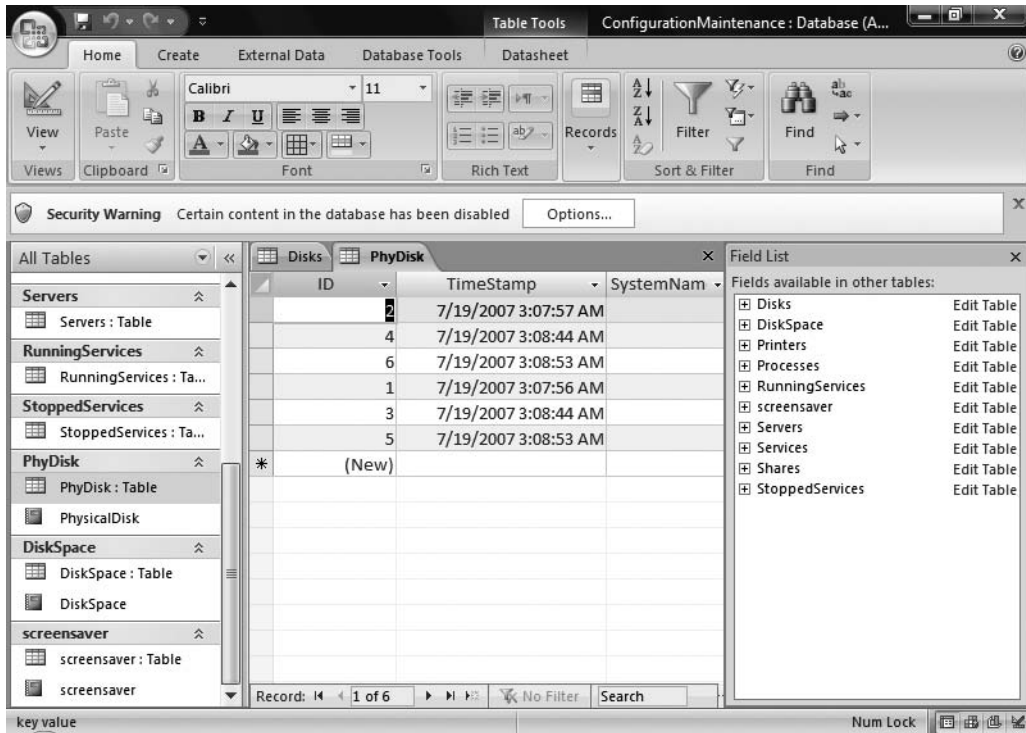 Table Tools ConfigurationMaintenance : Database (A...
Home Create External Data Database Tools Datasheet
View Paste Calibri 11 Records Filter Find
B I U
Views Clipboard Font Rich Text Sort & Filter Find
Security Warning Certain content in the database has been disabled Options...
All Tables
Servers
Servers : Table
RunningServices
RunningServices : Ta...
StoppedServices
StoppedServices : Ta...
PhyDisk
PhyDisk : Table
PhysicalDisk
DiskSpace
DiskSpace : Table
DiskSpace
screensaver
screensaver : Table
screensaver
Disks PhyDisk
ID TimeStamp SystemNam
2 7/19/2007 3:07:57 AM
4 7/19/2007 3:08:44 AM
6 7/19/2007 3:08:53 AM
1 7/19/2007 3:07:56 AM
3 7/19/2007 3:08:44 AM
5 7/19/2007 3:08:53 AM
(New)
Record: 1 of 6 No Filter Search
Field List
Fields available in other tables:
Disks Edit Table
DiskSpace Edit Table
Printers Edit Table
Processes Edit Table
RunningServices Edit Table
screensaver Edit Table
Servers Edit Table
Services Edit Table
Shares Edit Table
StoppedServices Edit Table
key value Num Lock